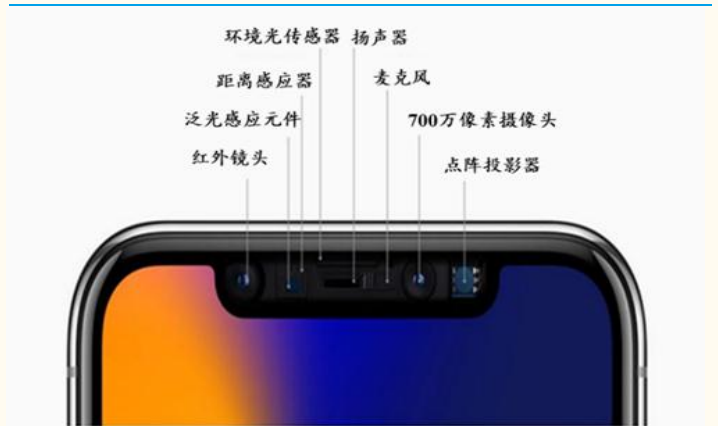 环境光传感器 扬声器
距离感应器 麦克风
泛光感应元件 700万像素摄像头
红外镜头 点阵投影器